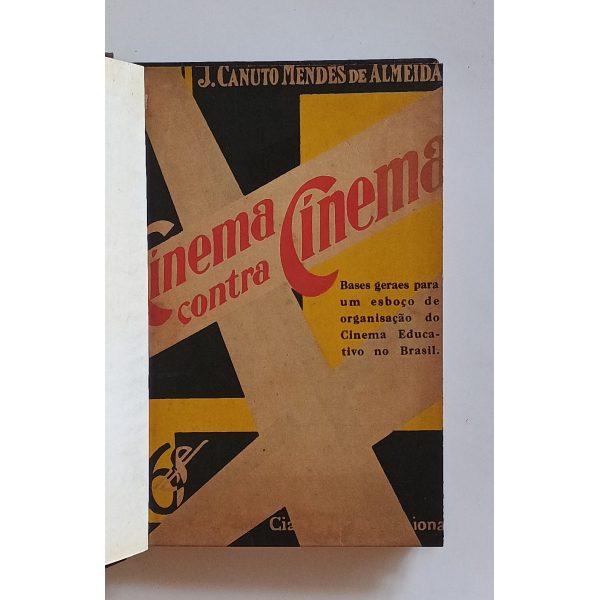 J. CANUTO MENDES DE ALMEIDA
Cinema
contra Cinema
Bases geraes para
um esboço de
organisação do
Cinema Educa-
tivo no Brasil.
Cia